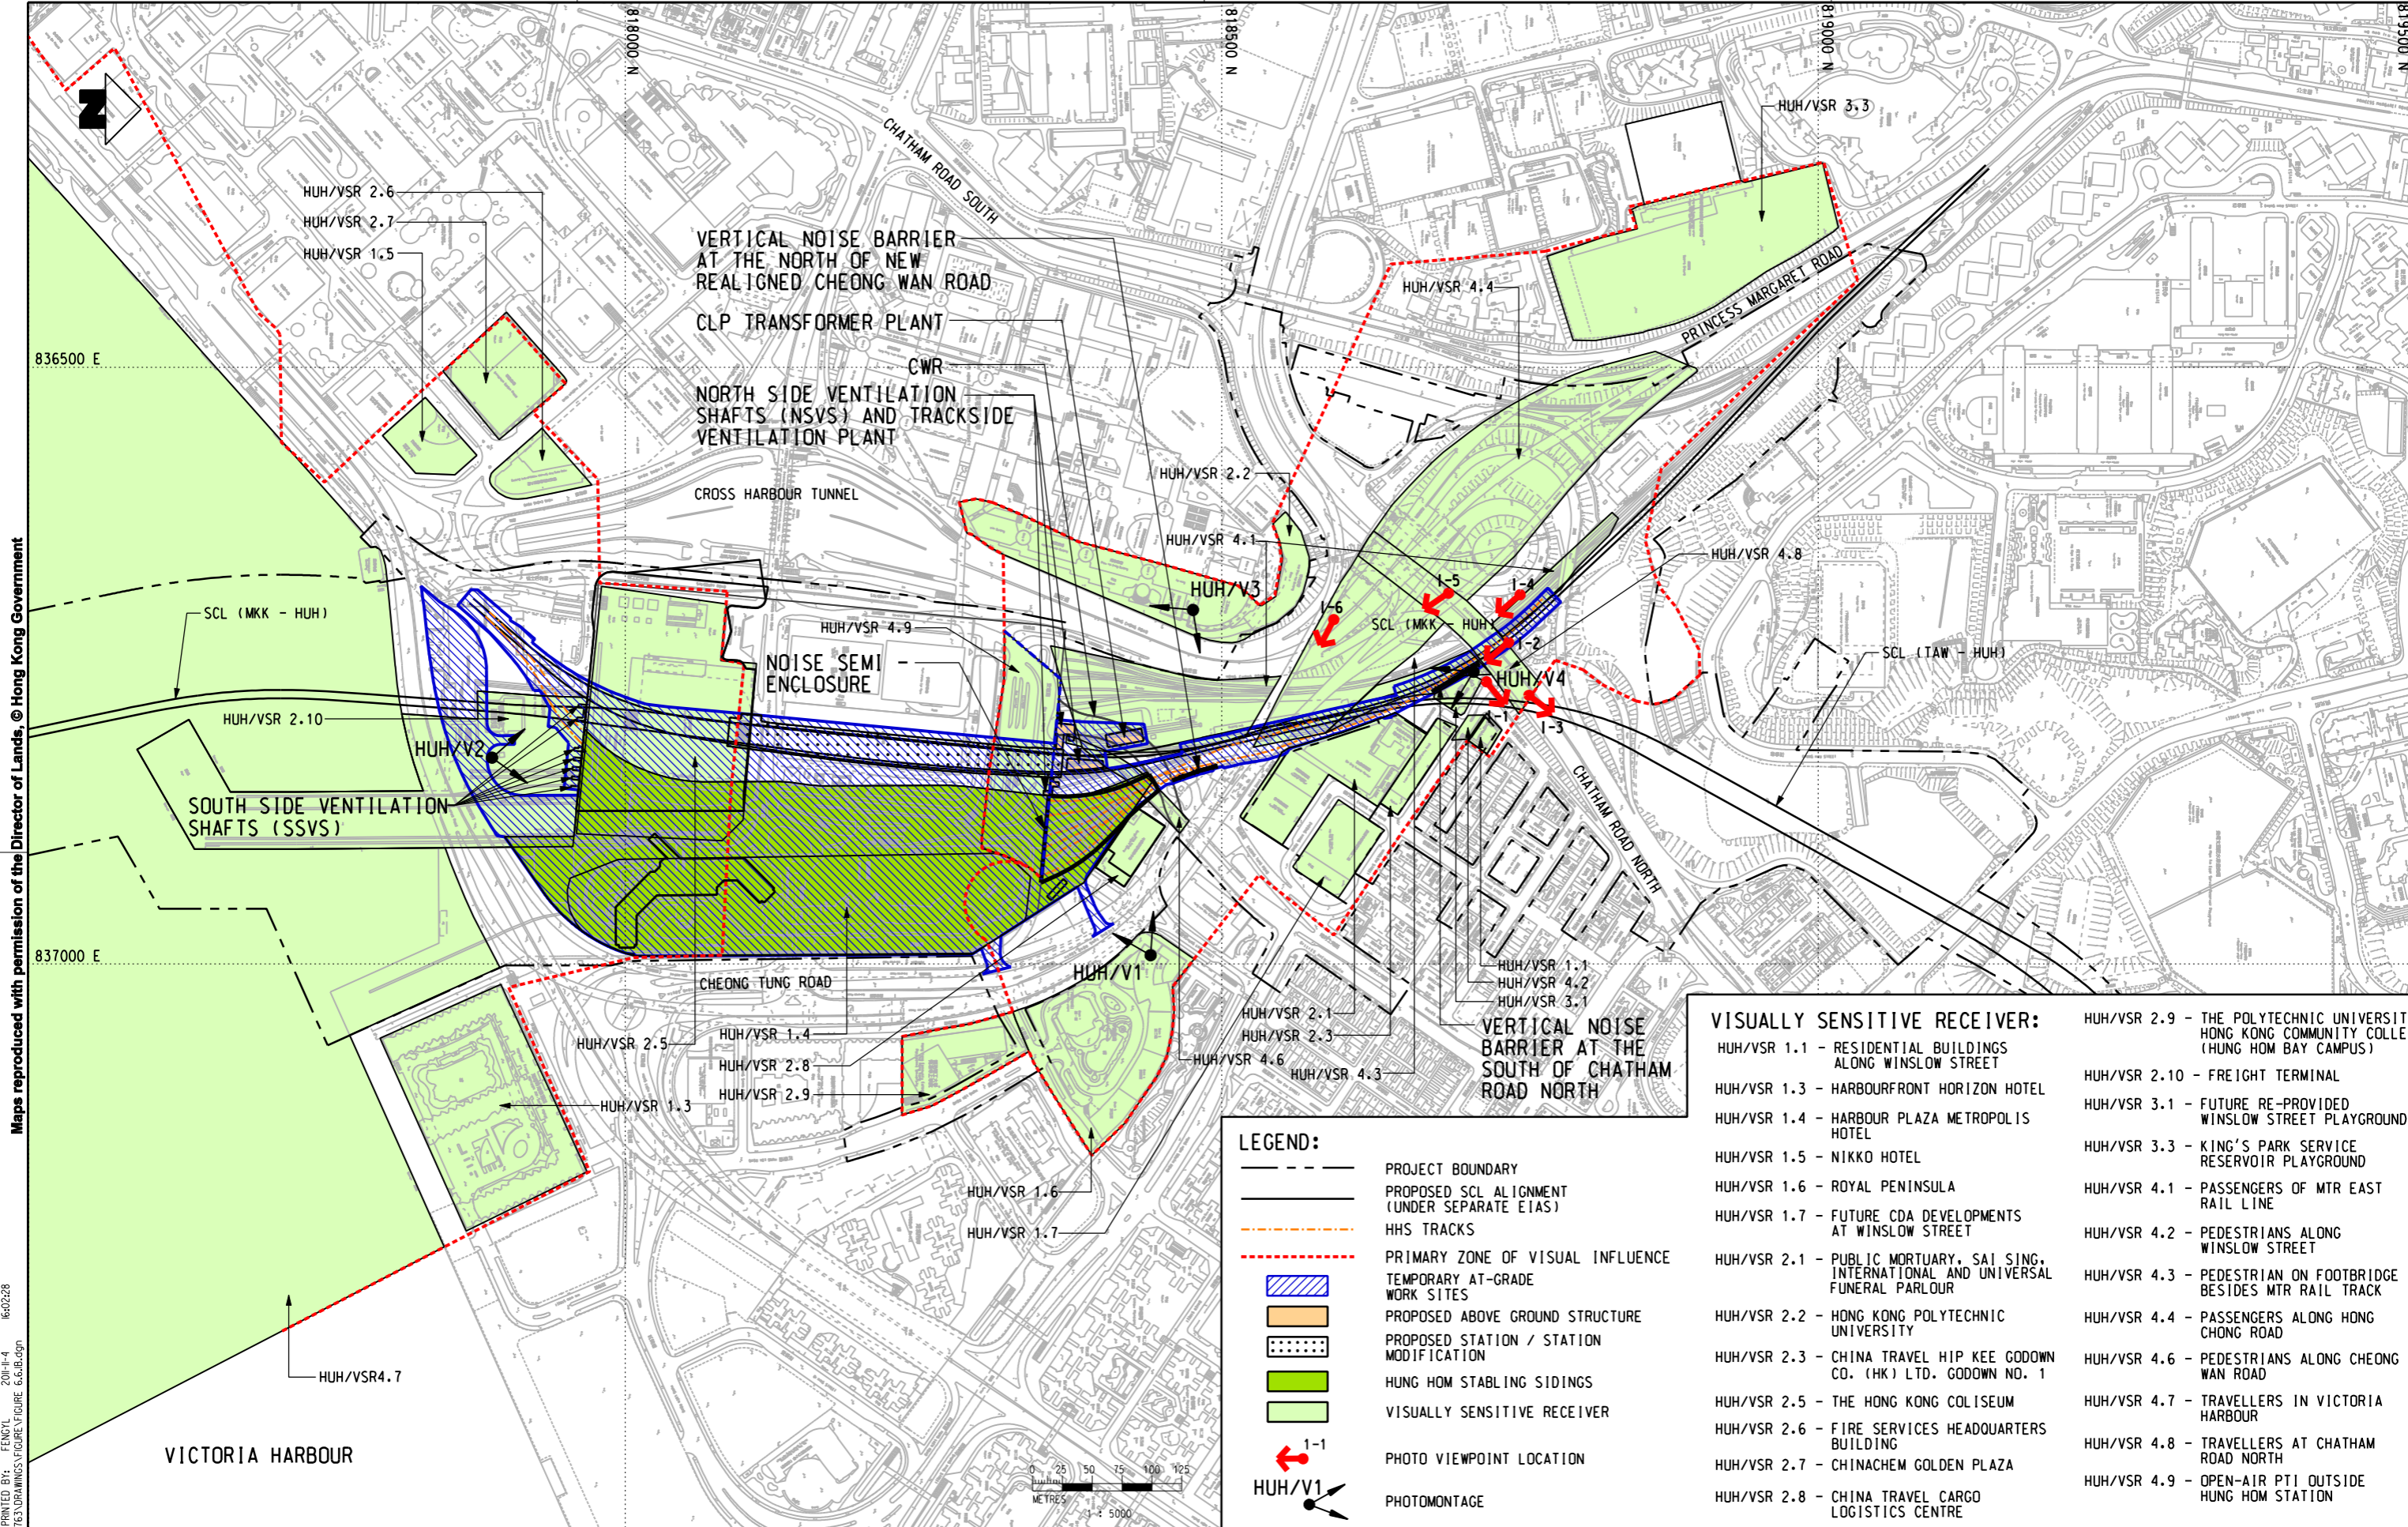 818000 N
818500 N
819000 N
819500 N
N
HUH/VSR 3.3
CHATHAM ROAD SOUTH
HUH/VSR 2.6
HUH/VSR 2.7
HUH/VSR 1.5
VERTICAL NOISE BARRIER
AT THE NORTH OF NEW
REALIGNED CHEONG WAN ROAD
CLP TRANSFORMER PLANT
CWR
NORTH SIDE VENTILATION
SHAFTS (NSVS) AND TRACKSIDE
VENTILATION PLANT
HUH/VSR 4.4
PRINCESS MARGARET ROAD
836500 E
CROSS HARBOUR TUNNEL
HUH/VSR 2.2
HUH/VSR 4.1
HUH/VSR 4.8
HUH/V3
I-5
I-4
I-6
SCL (MKK - HUH)
SCL (MKK - HUH)
HUH/VSR 4.9
I-2
SCL (TAW - HUH)
NOISE SEMI -
ENCLOSURE
HUH/V4
HUH/VSR 2.10
I-1
I-3
HUH/V2
SOUTH SIDE VENTILATION
SHAFTS (SSVS)
CHATHAM ROAD NORTH
837000 E
CHEONG TUNG ROAD
HUH/V1
HUH/VSR 1.1
HUH/VSR 4.2
HUH/VSR 3.1
HUH/VSR 2.1
HUH/VSR 2.3
HUH/VSR 4.3
HUH/VSR 4.6
VERTICAL NOISE
BARRIER AT THE
SOUTH OF CHATHAM
ROAD NORTH
HUH/VSR 2.5
HUH/VSR 1.4
HUH/VSR 2.8
HUH/VSR 2.9
HUH/VSR 1.3
HUH/VSR 1.6
HUH/VSR 1.7
HUH/VSR4.7
VICTORIA HARBOUR
0 25 50 75 100 125
METRES
1 : 5000
LEGEND:
PROJECT BOUNDARY
PROPOSED SCL ALIGNMENT
(UNDER SEPARATE EIAS)
HHS TRACKS
PRIMARY ZONE OF VISUAL INFLUENCE
TEMPORARY AT-GRADE
WORK SITES
PROPOSED ABOVE GROUND STRUCTURE
PROPOSED STATION / STATION
MODIFICATION
HUNG HOM STABLING SIDINGS
VISUALLY SENSITIVE RECEIVER
1-1
PHOTO VIEWPOINT LOCATION
HUH/V1
PHOTOMONTAGE
VISUALLY SENSITIVE RECEIVER:
HUH/VSR 1.1 - RESIDENTIAL BUILDINGS
ALONG WINSLOW STREET
HUH/VSR 1.3 - HARBOURFRONT HORIZON HOTEL
HUH/VSR 1.4 - HARBOUR PLAZA METROPOLIS
HOTEL
HUH/VSR 1.5 - NIKKO HOTEL
HUH/VSR 1.6 - ROYAL PENINSULA
HUH/VSR 1.7 - FUTURE CDA DEVELOPMENTS
AT WINSLOW STREET
HUH/VSR 2.1 - PUBLIC MORTUARY, SAI SING,
INTERNATIONAL AND UNIVERSAL
FUNERAL PARLOUR
HUH/VSR 2.2 - HONG KONG POLYTECHNIC
UNIVERSITY
HUH/VSR 2.3 - CHINA TRAVEL HIP KEE GODOWN
CO. (HK) LTD. GODOWN NO. 1
HUH/VSR 2.5 - THE HONG KONG COLISEUM
HUH/VSR 2.6 - FIRE SERVICES HEADQUARTERS
BUILDING
HUH/VSR 2.7 - CHINACHEM GOLDEN PLAZA
HUH/VSR 2.8 - CHINA TRAVEL CARGO
LOGISTICS CENTRE
HUH/VSR 2.9 - THE POLYTECHNIC UNIVERSIT
HONG KONG COMMUNITY COLLE
(HUNG HOM BAY CAMPUS)
HUH/VSR 2.10 - FREIGHT TERMINAL
HUH/VSR 3.1 - FUTURE RE-PROVIDED
WINSLOW STREET PLAYGROUND
HUH/VSR 3.3 - KING'S PARK SERVICE
RESERVOIR PLAYGROUND
HUH/VSR 4.1 - PASSENGERS OF MTR EAST
RAIL LINE
HUH/VSR 4.2 - PEDESTRIANS ALONG
WINSLOW STREET
HUH/VSR 4.3 - PEDESTRIAN ON FOOTBRIDGE
BESIDES MTR RAIL TRACK
HUH/VSR 4.4 - PASSENGERS ALONG HONG
CHONG ROAD
HUH/VSR 4.6 - PEDESTRIANS ALONG CHEONG
WAN ROAD
HUH/VSR 4.7 - TRAVELLERS IN VICTORIA
HARBOUR
HUH/VSR 4.8 - TRAVELLERS AT CHATHAM
ROAD NORTH
HUH/VSR 4.9 - OPEN-AIR PTI OUTSIDE
HUNG HOM STATION
Maps reproduced with permission of the Director of Lands, © Hong Kong Government
PRINTED BY: FENGYL 2011-11-4 16:02:28
763\DRAWINGS\FIGURE\FIGURE 6.6.1B.dgn